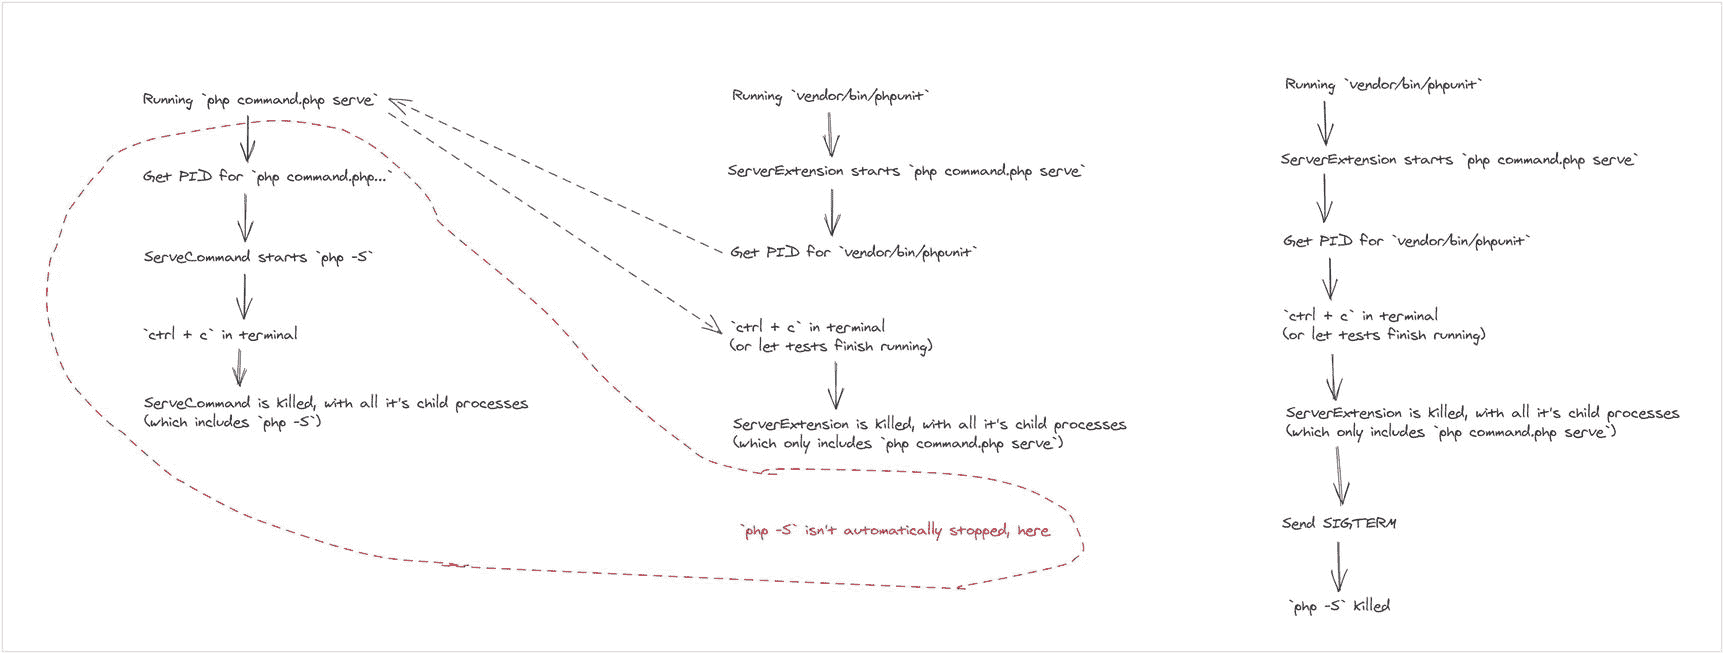 Running `php command.php serve`
Get PID for `php command.php...`
ServeCommand starts `php -S`
`ctrl + c` in terminal
ServeCommand is killed, with all it's child processes
(which includes `php -S`)
Running `vendor/bin/phpunit`
ServerExtension starts `php command.php serve`
Get PID for `vendor/bin/phpunit`
`ctrl + c` in terminal
(or let tests finish running)
ServerExtension is killed, with all it's child processes
(which only includes `php command.php serve`)
`php -S` isn't automatically stopped, here
Running `vendor/bin/phpunit`
ServerExtension starts `php command.php serve`
Get PID for `vendor/bin/phpunit`
`ctrl + c` in terminal
(or let tests finish running)
ServerExtension is killed, with all it's child processes
(which only includes `php command.php serve`)
Send SIGTERM
`php -S` killed